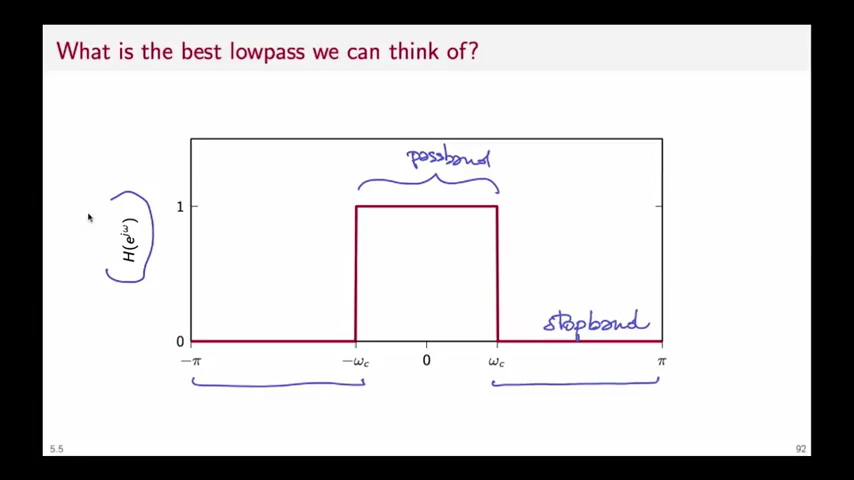 What is the best lowpass we can think of?
passband
1
H(e^{jω})
stopband
0
−π −ω_c 0 ω_c π
5.5 92